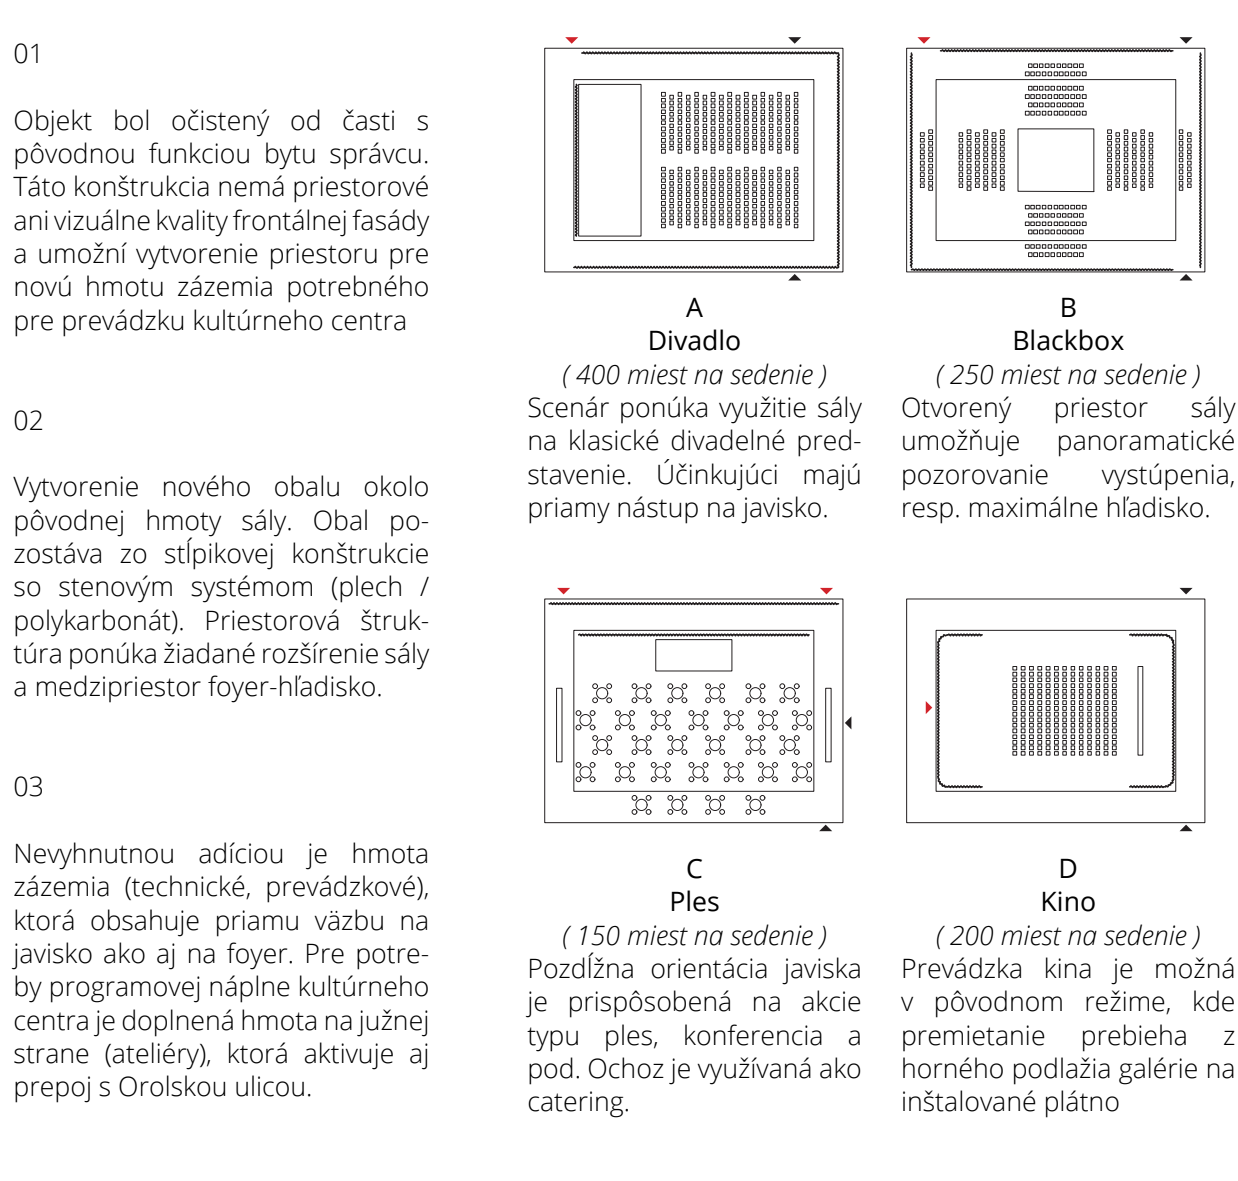 01
Objekt bol očistený od časti s
pôvodnou funkciou bytu správcu.
Táto konštrukcia nemá priestorové
ani vizuálne kvality frontálnej fasády
a umožní vytvorenie priestoru pre
novú hmotu zázemia potrebného
pre prevádzku kultúrneho centra
02
Vytvorenie nového obalu okolo
pôvodnej hmoty sály. Obal po-
zostáva zo stĺpikovej konštrukcie
so stenovým systémom (plech /
polykarbonát). Priestorová štruk-
túra ponúka žiadané rozšírenie sály
a medzipriestor foyer-hľadisko.
03
Nevyhnutnou adíciou je hmota
zázemia (technické, prevádzkové),
ktorá obsahuje priamu väzbu na
javisko ako aj na foyer. Pre potre-
by programovej náplne kultúrneho
centra je doplnená hmota na južnej
strane (ateliéry), ktorá aktivuje aj
prepoj s Orolskou ulicou.
A
Divadlo
( 400 miest na sedenie )
Scenár ponúka využitie sály
na klasické divadelné pred-
stavenie. Účinkujúci majú
priamy nástup na javisko.
B
Blackbox
( 250 miest na sedenie )
Otvorený priestor sály
umožňuje panoramatické
pozorovanie vystúpenia,
resp. maximálne hľadisko.
C
Ples
( 150 miest na sedenie )
Pozdĺžna orientácia javiska
je prispôsobená na akcie
typu ples, konferencia a
pod. Ochoz je využívaná ako
catering.
D
Kino
( 200 miest na sedenie )
Prevádzka kina je možná
v pôvodnom režime, kde
premietanie prebieha z
horného podlažia galérie na
inštalované plátno